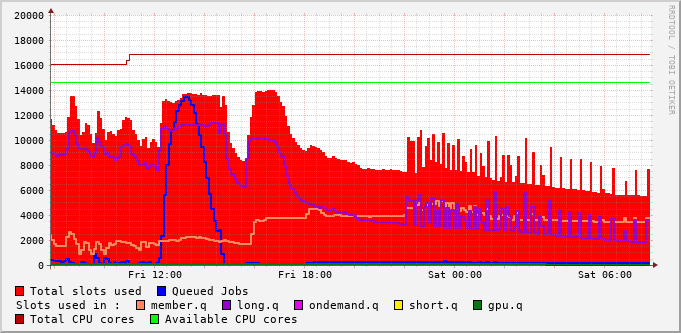 20000
18000
16000
14000
12000
10000
8000
6000
4000
2000
0
Fri 12:00 Fri 18:00 Sat 00:00 Sat 06:00
Total slots used Queued Jobs
Slots used in : member.q long.q ondemand.q short.q gpu.q
Total CPU cores Available CPU cores
RRDTOOL / TOBI OETIKER